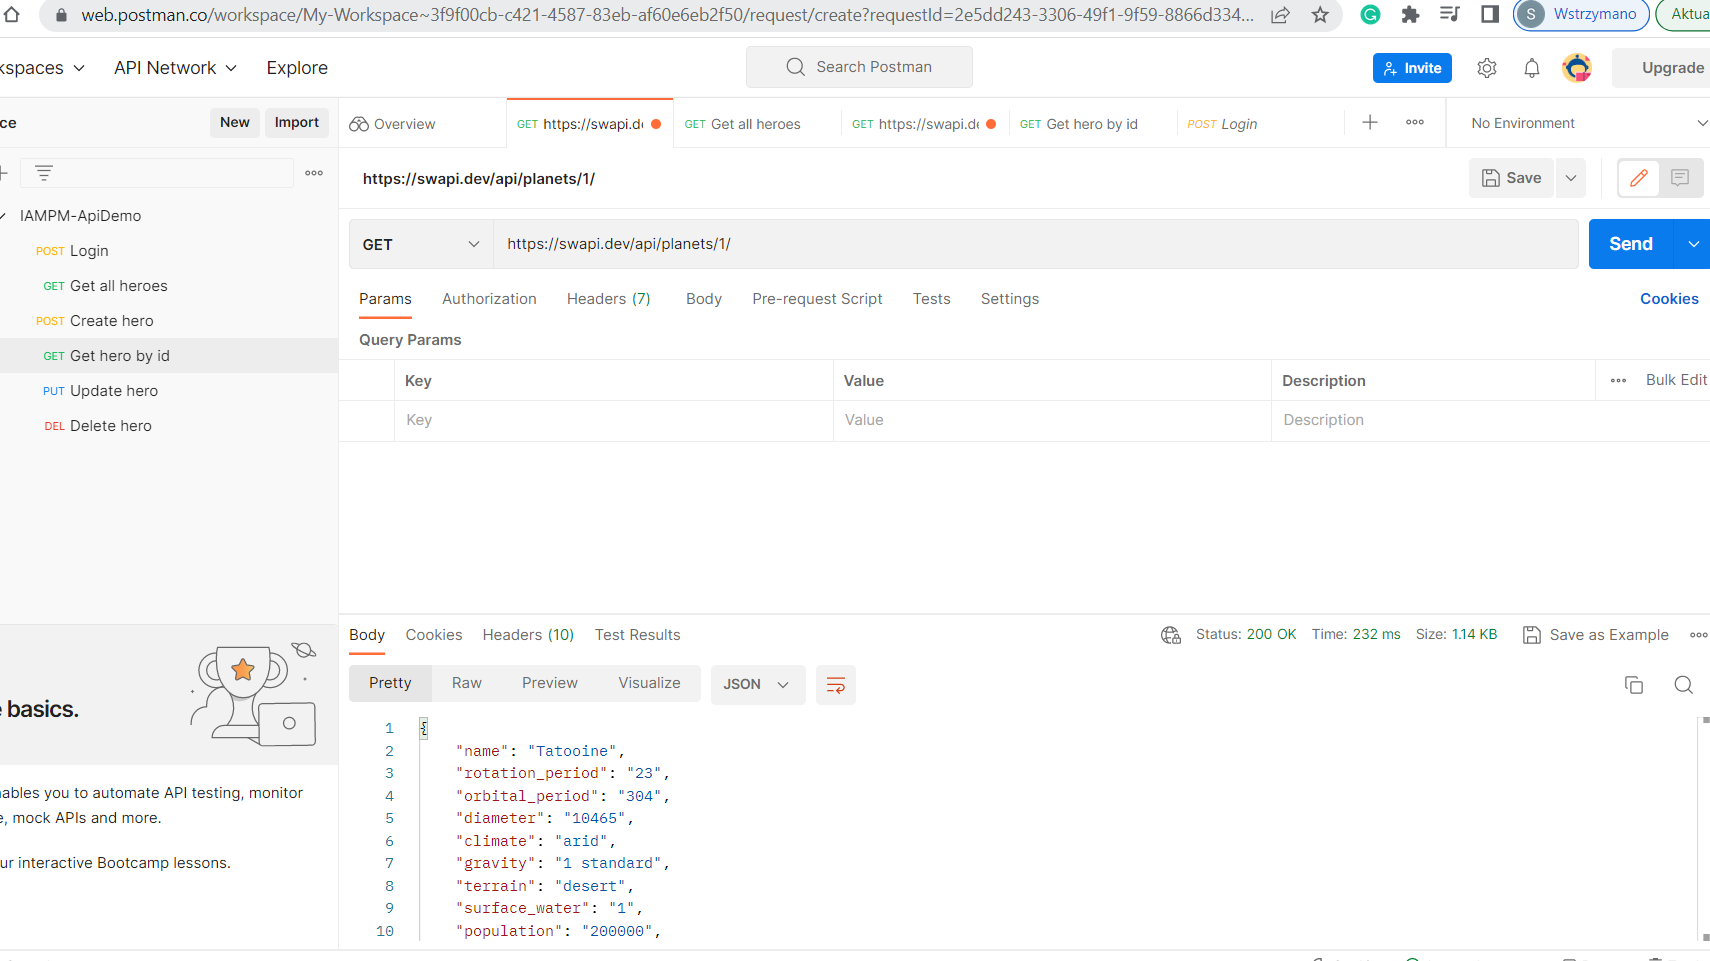 web.postman.co/workspace/My-Workspace~3f9f00cb-c421-4587-83eb-af60e6eb2f50/request/create?requestId=2e5dd243-3306-49f1-9f59-8866d334...
S Wstrzymano
Aktua
kspaces API Network Explore
Search Postman
Invite
Upgrade
ce New Import
Overview
GET https://swapi.de
GET Get all heroes
GET https://swapi.de
GET Get hero by id
POST Login
No Environment
IAMPM-ApiDemo
POST Login
GET Get all heroes
POST Create hero
GET Get hero by id
PUT Update hero
DEL Delete hero
https://swapi.dev/api/planets/1/
Save
GET https://swapi.dev/api/planets/1/
Send
Params Authorization Headers (7) Body Pre-request Script Tests Settings Cookies
Query Params
Key Value Description Bulk Edit
Key Value Description
e basics.
nables you to automate API testing, monitor
e, mock APIs and more.
ur interactive Bootcamp lessons.
Body Cookies Headers (10) Test Results
Status: 200 OK Time: 232 ms Size: 1.14 KB Save as Example
Pretty Raw Preview Visualize JSON
1 {
2 "name": "Tatooine",
3 "rotation_period": "23",
4 "orbital_period": "304",
5 "diameter": "10465",
6 "climate": "arid",
7 "gravity": "1 standard",
8 "terrain": "desert",
9 "surface_water": "1",
10 "population": "200000",